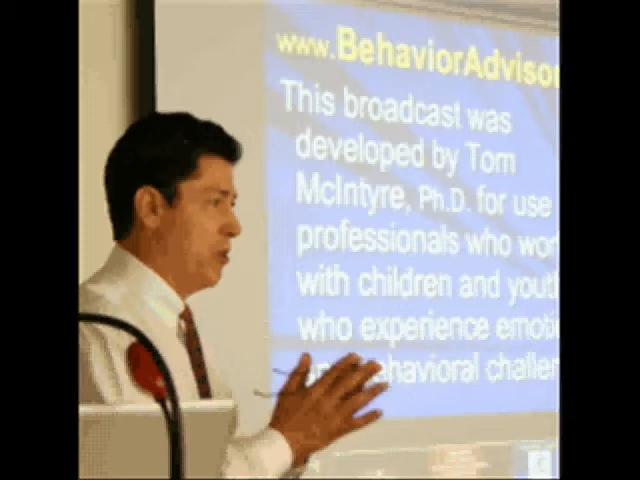 www.BehaviorAdvisor
This broadcast was
developed by Tom
McIntyre, Ph.D. for use
professionals who wor
with children and yout
who experience emoti
ehavioral challen